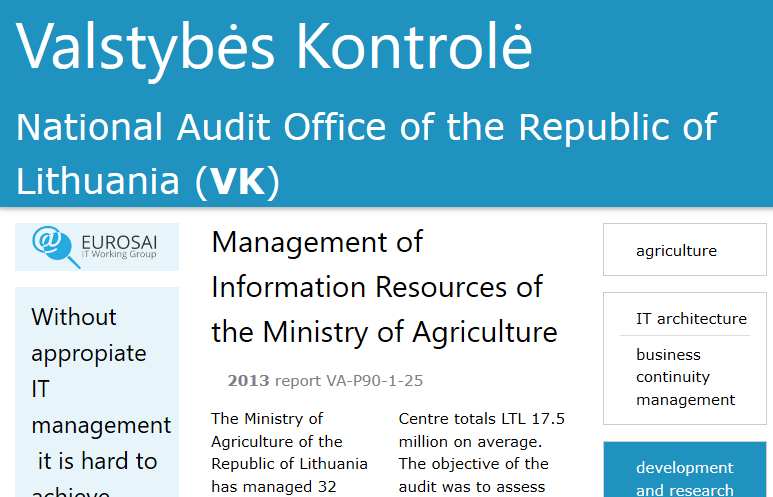 Valstybės Kontrolė
National Audit Office of the Republic of
Lithuania (VK)
@
EUROSAI
IT Working Group
Without
appropiate
IT
management
it is hard to
achieve
Management of
Information Resources of
the Ministry of Agriculture
2013 report VA-P90-1-25
The Ministry of
Agriculture of the
Republic of Lithuania
has managed 32
Centre totals LTL 17.5
million on average.
The objective of the
audit was to assess
agriculture
IT architecture
business
continuity
management
development
and research